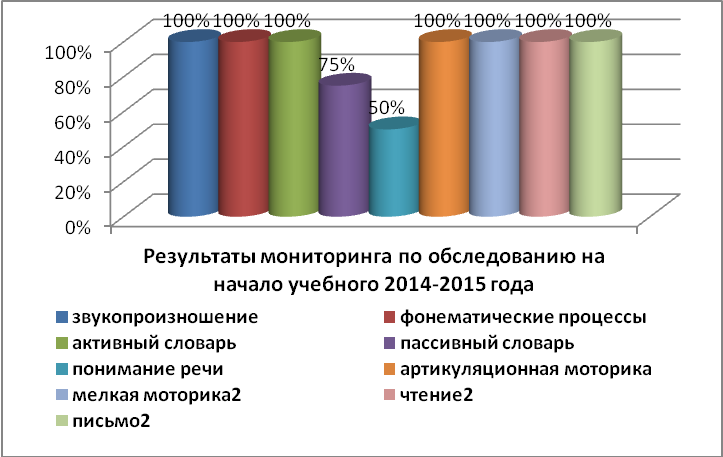 100% 100% 100% 75% 50% 100% 100% 100% 100%
100%
80%
60%
40%
20%
0%
Результаты мониторинга по обследованию на
начало учебного 2014-2015 года
звукопроизношение
фонематические процессы
активный словарь
пассивный словарь
понимание речи
артикуляционная моторика
мелкая моторика2
чтение2
письмо2